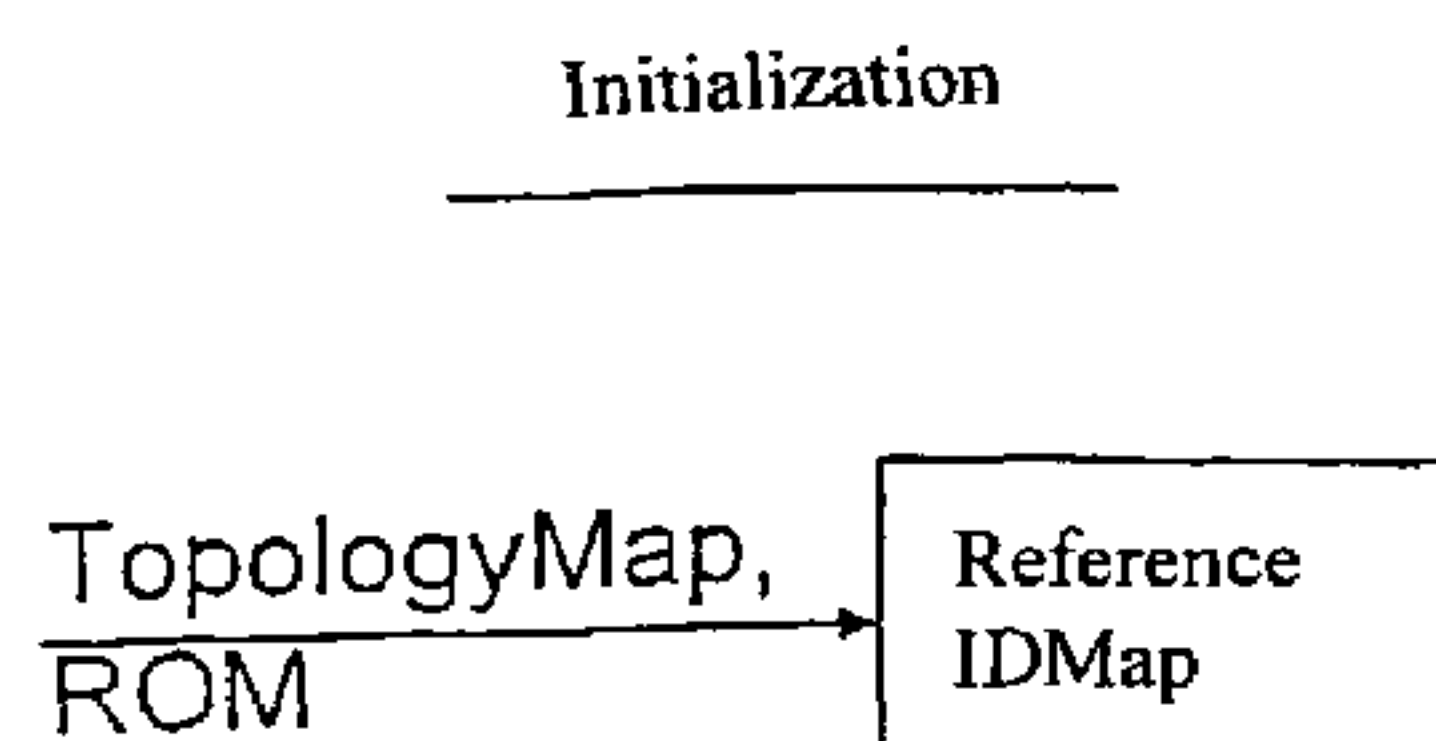 Initialization
TopologyMap,
ROM
Reference
IDMap